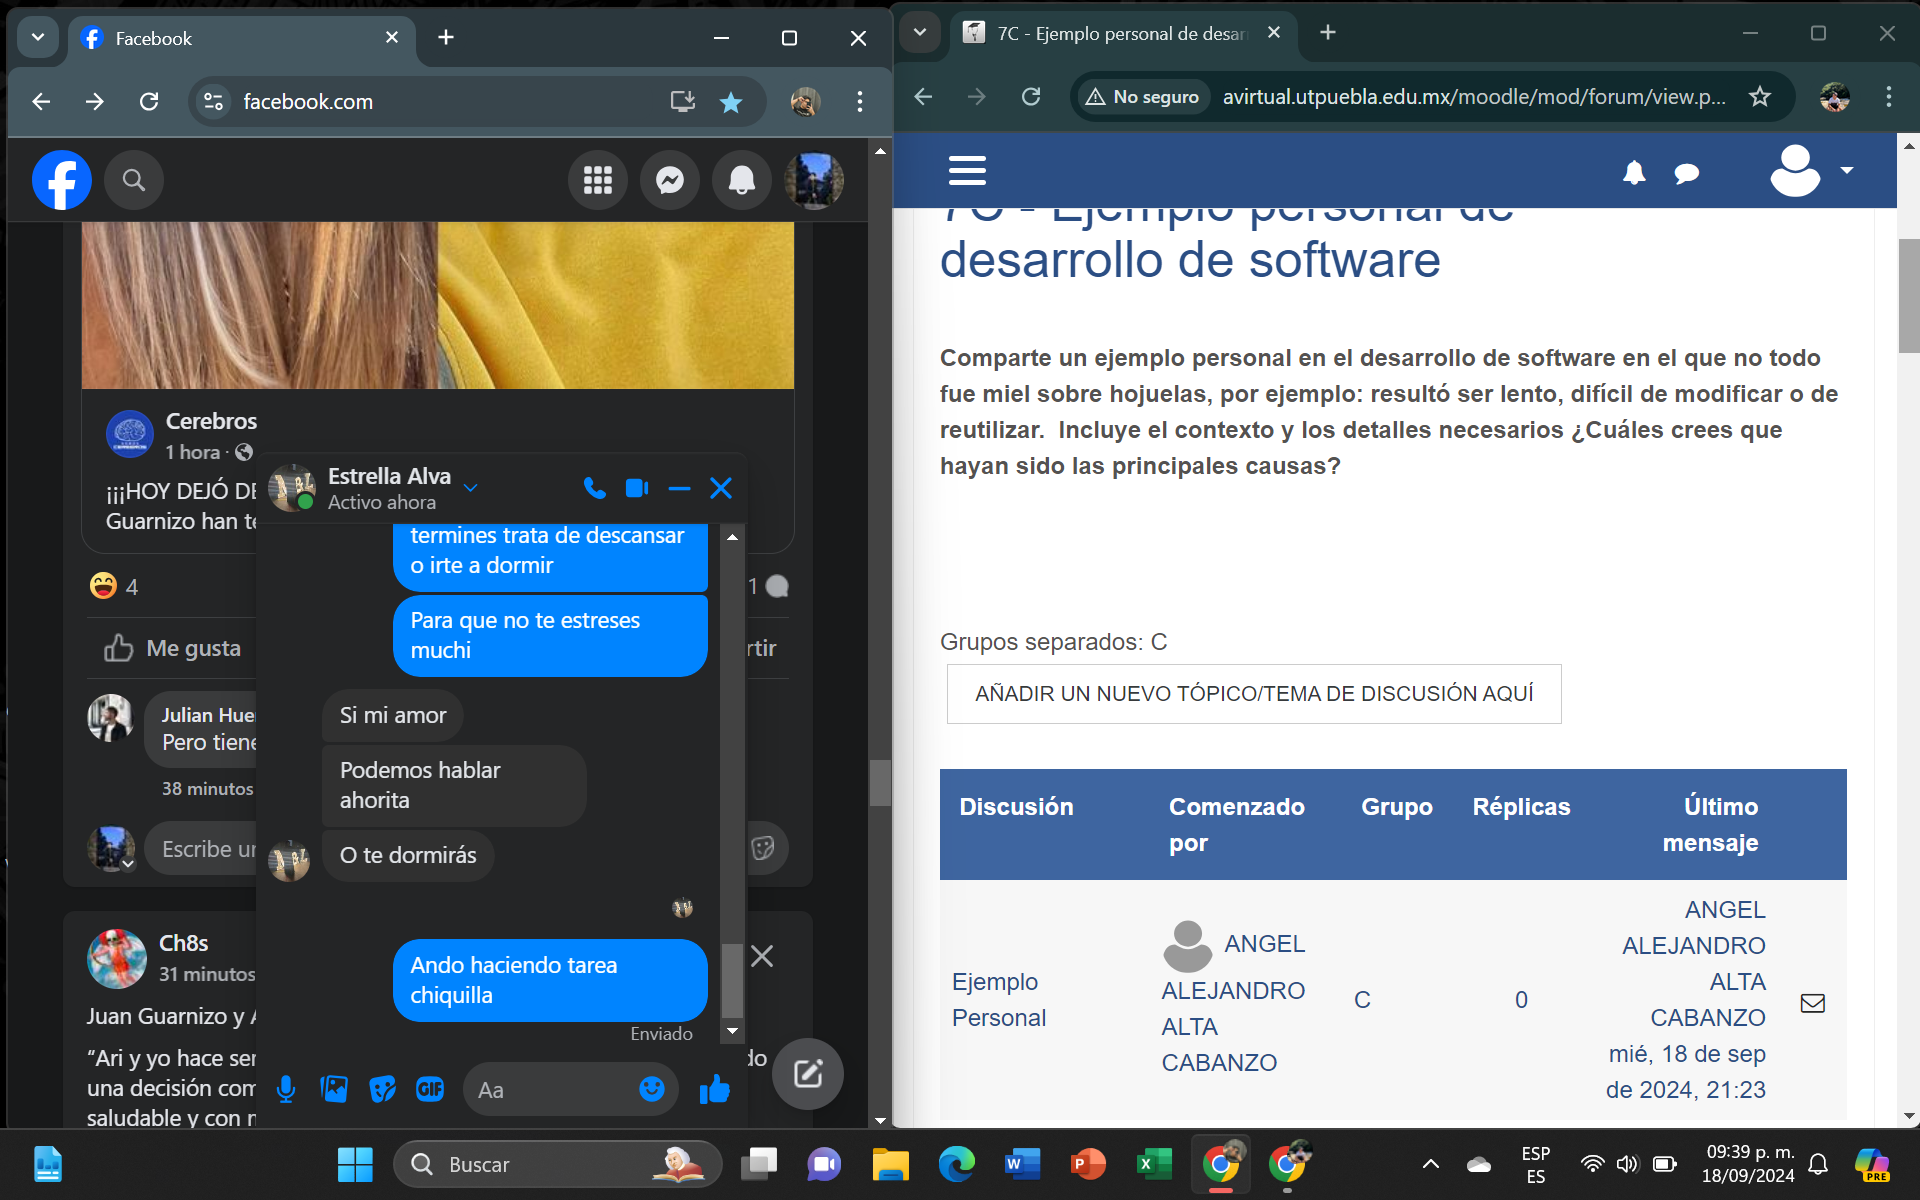 Facebook
facebook.com
Cerebros
1 hora ·
¡¡¡HOY DEJÓ DE
Guarnizo han te
4
1
Me gusta
rtir
Julian Hue
Pero tiene
38 minutos
Escribe un
Ch8s
31 minutos
Juan Guarnizo y A
“Ari y yo hace ser
do
una decisión com
saludable y con r
Estrella Alva
Activo ahora
termines trata de descansar
o irte a dormir
Para que no te estreses
muchi
Si mi amor
Podemos hablar
ahorita
O te dormirás
Ando haciendo tarea
chiquilla
Enviado
GIF
Aa
7C - Ejemplo personal de desar
No seguro
avirtual.utpuebla.edu.mx/moodle/mod/forum/view.p...
7C - Ejemplo personal de
desarrollo de software
Comparte un ejemplo personal en el desarrollo de software en el que no todo
fue miel sobre hojuelas, por ejemplo: resultó ser lento, difícil de modificar o de
reutilizar.  Incluye el contexto y los detalles necesarios ¿Cuáles crees que
hayan sido las principales causas?
Grupos separados: C
AÑADIR UN NUEVO TÓPICO/TEMA DE DISCUSIÓN AQUÍ
Discusión
Comenzado
por
Grupo
Réplicas
Último
mensaje
Ejemplo
Personal
ANGEL
ALEJANDRO
ALTA
CABANZO
C
0
ANGEL
ALEJANDRO
ALTA
CABANZO
mié, 18 de sep
de 2024, 21:23
Buscar
ESP
ES
09:39 p. m.
18/09/2024
PRE